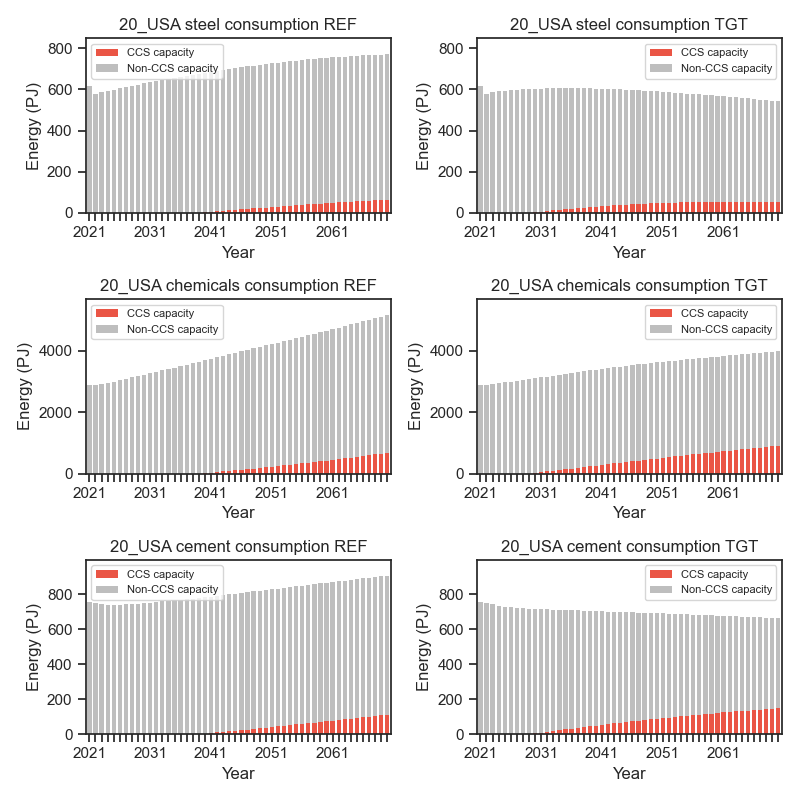 20_USA steel consumption REF
800
600
400
200
0
Energy (PJ)
CCS capacity
Non-CCS capacity
2021 2031 2041 2051 2061
Year
20_USA steel consumption TGT
800
600
400
200
0
Energy (PJ)
CCS capacity
Non-CCS capacity
2021 2031 2041 2051 2061
Year
20_USA chemicals consumption REF
4000
2000
0
Energy (PJ)
CCS capacity
Non-CCS capacity
2021 2031 2041 2051 2061
Year
20_USA chemicals consumption TGT
4000
2000
0
Energy (PJ)
CCS capacity
Non-CCS capacity
2021 2031 2041 2051 2061
Year
20_USA cement consumption REF
800
600
400
200
0
Energy (PJ)
CCS capacity
Non-CCS capacity
2021 2031 2041 2051 2061
Year
20_USA cement consumption TGT
800
600
400
200
0
Energy (PJ)
CCS capacity
Non-CCS capacity
2021 2031 2041 2051 2061
Year